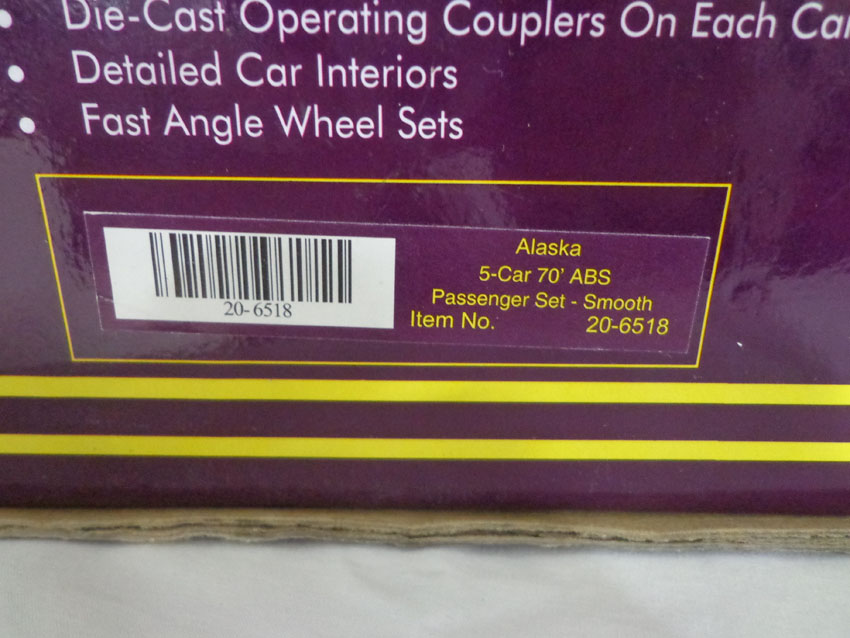 • Die-Cast Operating Couplers On Each Car
• Detailed Car Interiors
• Fast Angle Wheel Sets
20-6518
Alaska
5-Car 70' ABS
Passenger Set - Smooth
Item No. 20-6518